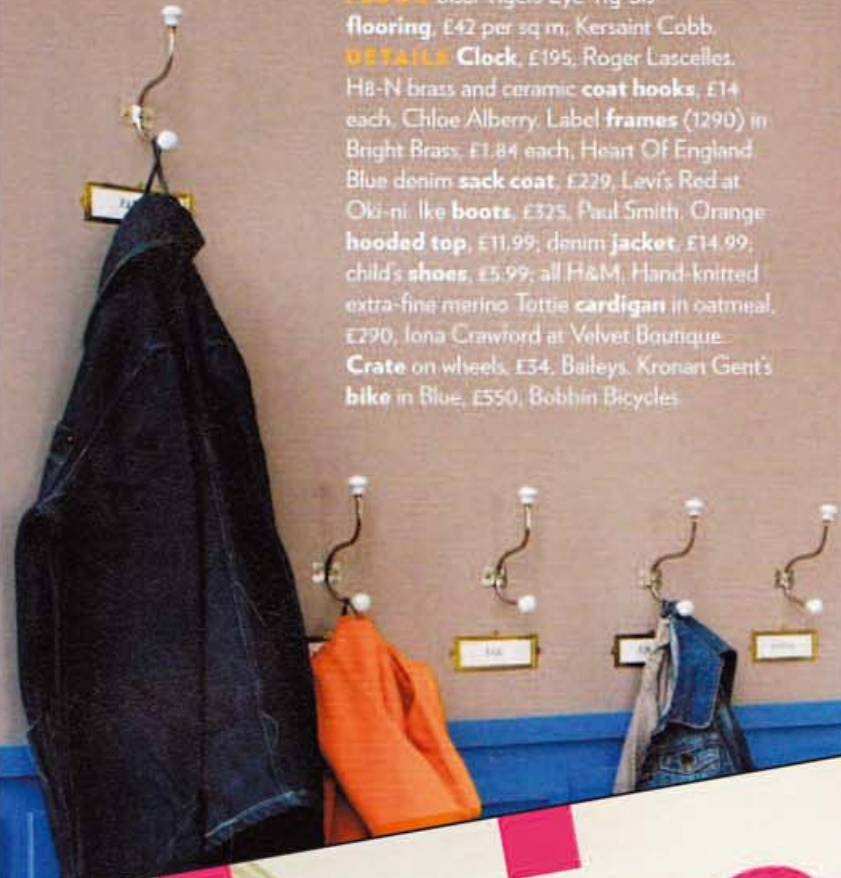 flooring, £42 per sq m, Kersaint Cobb.
DETAILS Clock, £195, Roger Lascelles.
H8-N brass and ceramic coat hooks, £14
each, Chloe Alberry. Label frames (1290) in
Bright Brass, £1.84 each, Heart Of England.
Blue denim sack coat, £229, Levi's Red at
Oki-ni. Ike boots, £325, Paul Smith. Orange
hooded top, £11.99; denim jacket, £14.99;
child's shoes, £5.99; all H&M. Hand-knitted
extra-fine merino Tottie cardigan in oatmeal,
£290, Iona Crawford at Velvet Boutique.
Crate on wheels, £34, Baileys. Kronan Gent's
bike in Blue, £550, Bobbin Bicycles.